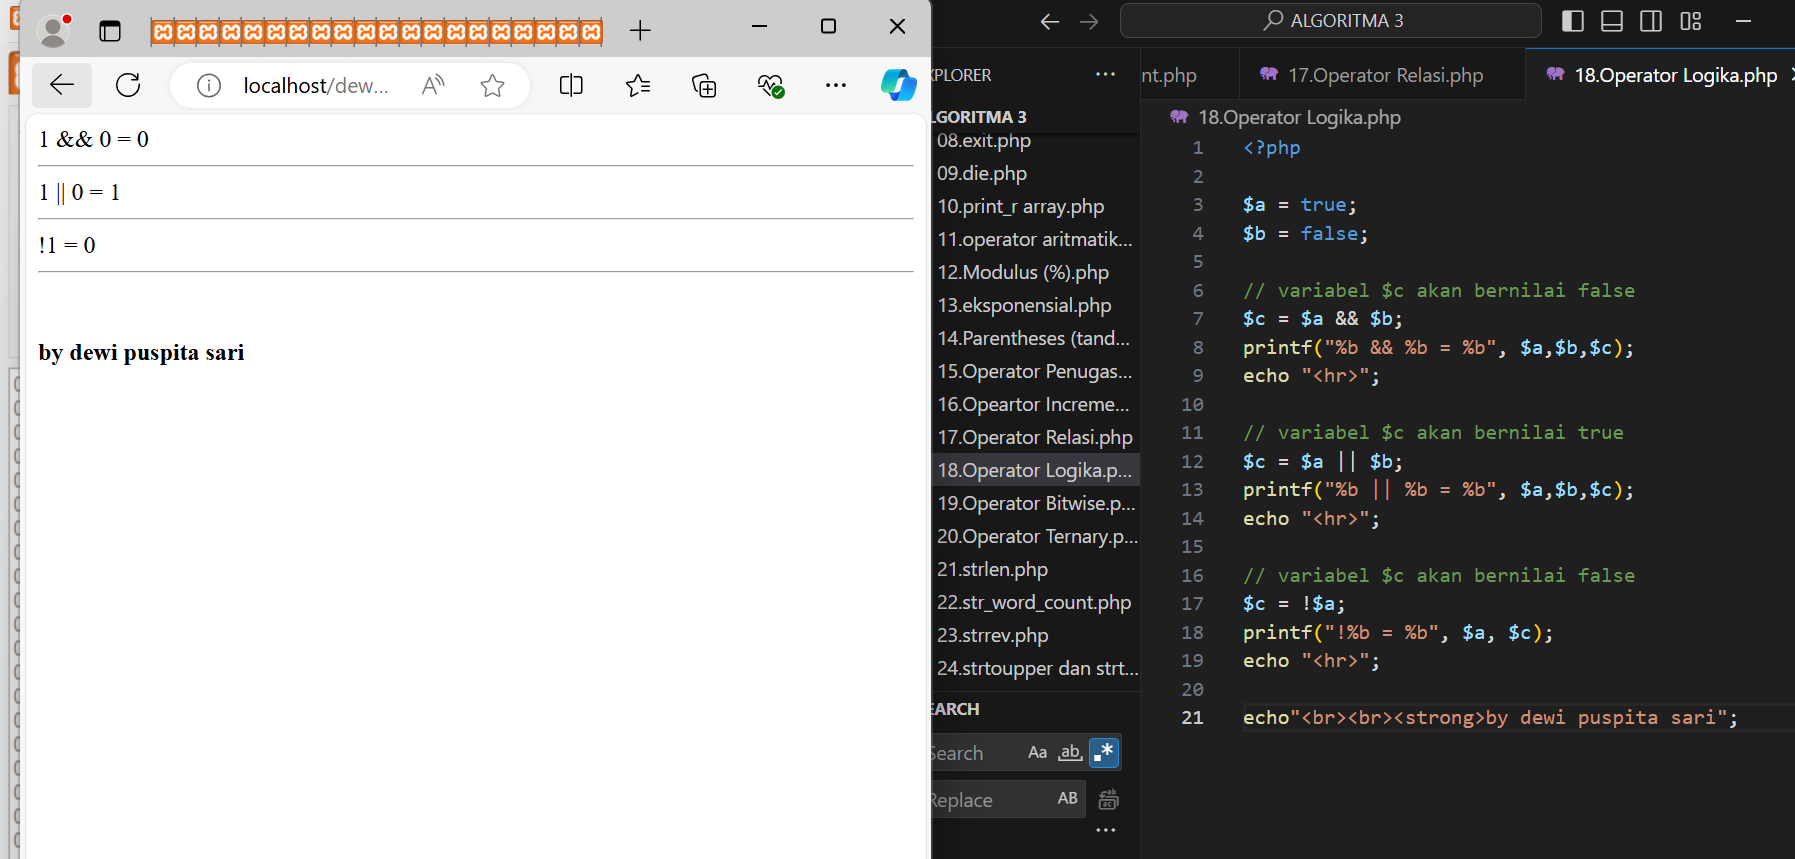 localhost/dew...
1 && 0 = 0
1 || 0 = 1
!1 = 0
by dewi puspita sari
ALGORITMA 3
XPLORER
LGORITMA 3
08.exit.php
09.die.php
10.print_r array.php
11.operator aritmatik...
12.Modulus (%).php
13.eksponensial.php
14.Parentheses (tand...
15.Operator Penugas...
16.Opeartor Increme...
17.Operator Relasi.php
18.Operator Logika.p...
19.Operator Bitwise.p...
20.Operator Ternary.p...
21.strlen.php
22.str_word_count.php
23.strrev.php
24.strtoupper dan strt...
EARCH
Search Aa ab
Replace AB
nt.php 17.Operator Relasi.php 18.Operator Logika.php
18.Operator Logika.php
1 <?php
2
3 $a = true;
4 $b = false;
5
6 // variabel $c akan bernilai false
7 $c = $a && $b;
8 printf("%b && %b = %b", $a,$b,$c);
9 echo "<hr>";
10
11 // variabel $c akan bernilai true
12 $c = $a || $b;
13 printf("%b || %b = %b", $a,$b,$c);
14 echo "<hr>";
15
16 // variabel $c akan bernilai false
17 $c = !$a;
18 printf("!%b = %b", $a, $c);
19 echo "<hr>";
20
21 echo"<br><br><strong>by dewi puspita sari";